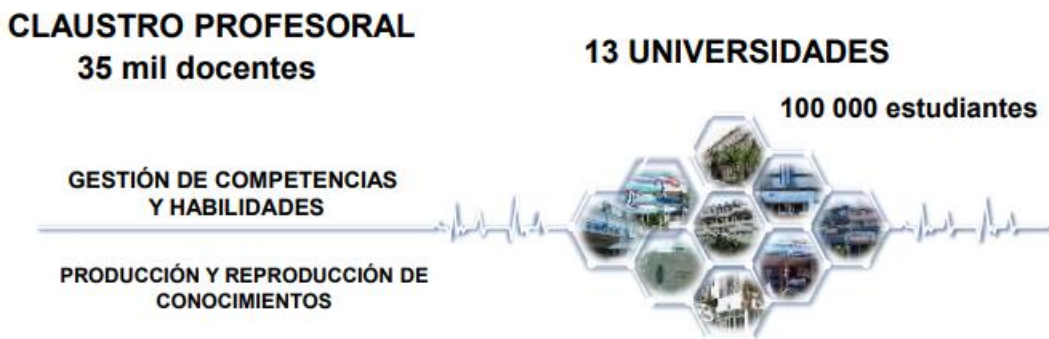 CLAUSTRO PROFESORAL
35 mil docentes
13 UNIVERSIDADES
100 000 estudiantes
GESTIÓN DE COMPETENCIAS
Y HABILIDADES
PRODUCCIÓN Y REPRODUCCIÓN DE
CONOCIMIENTOS